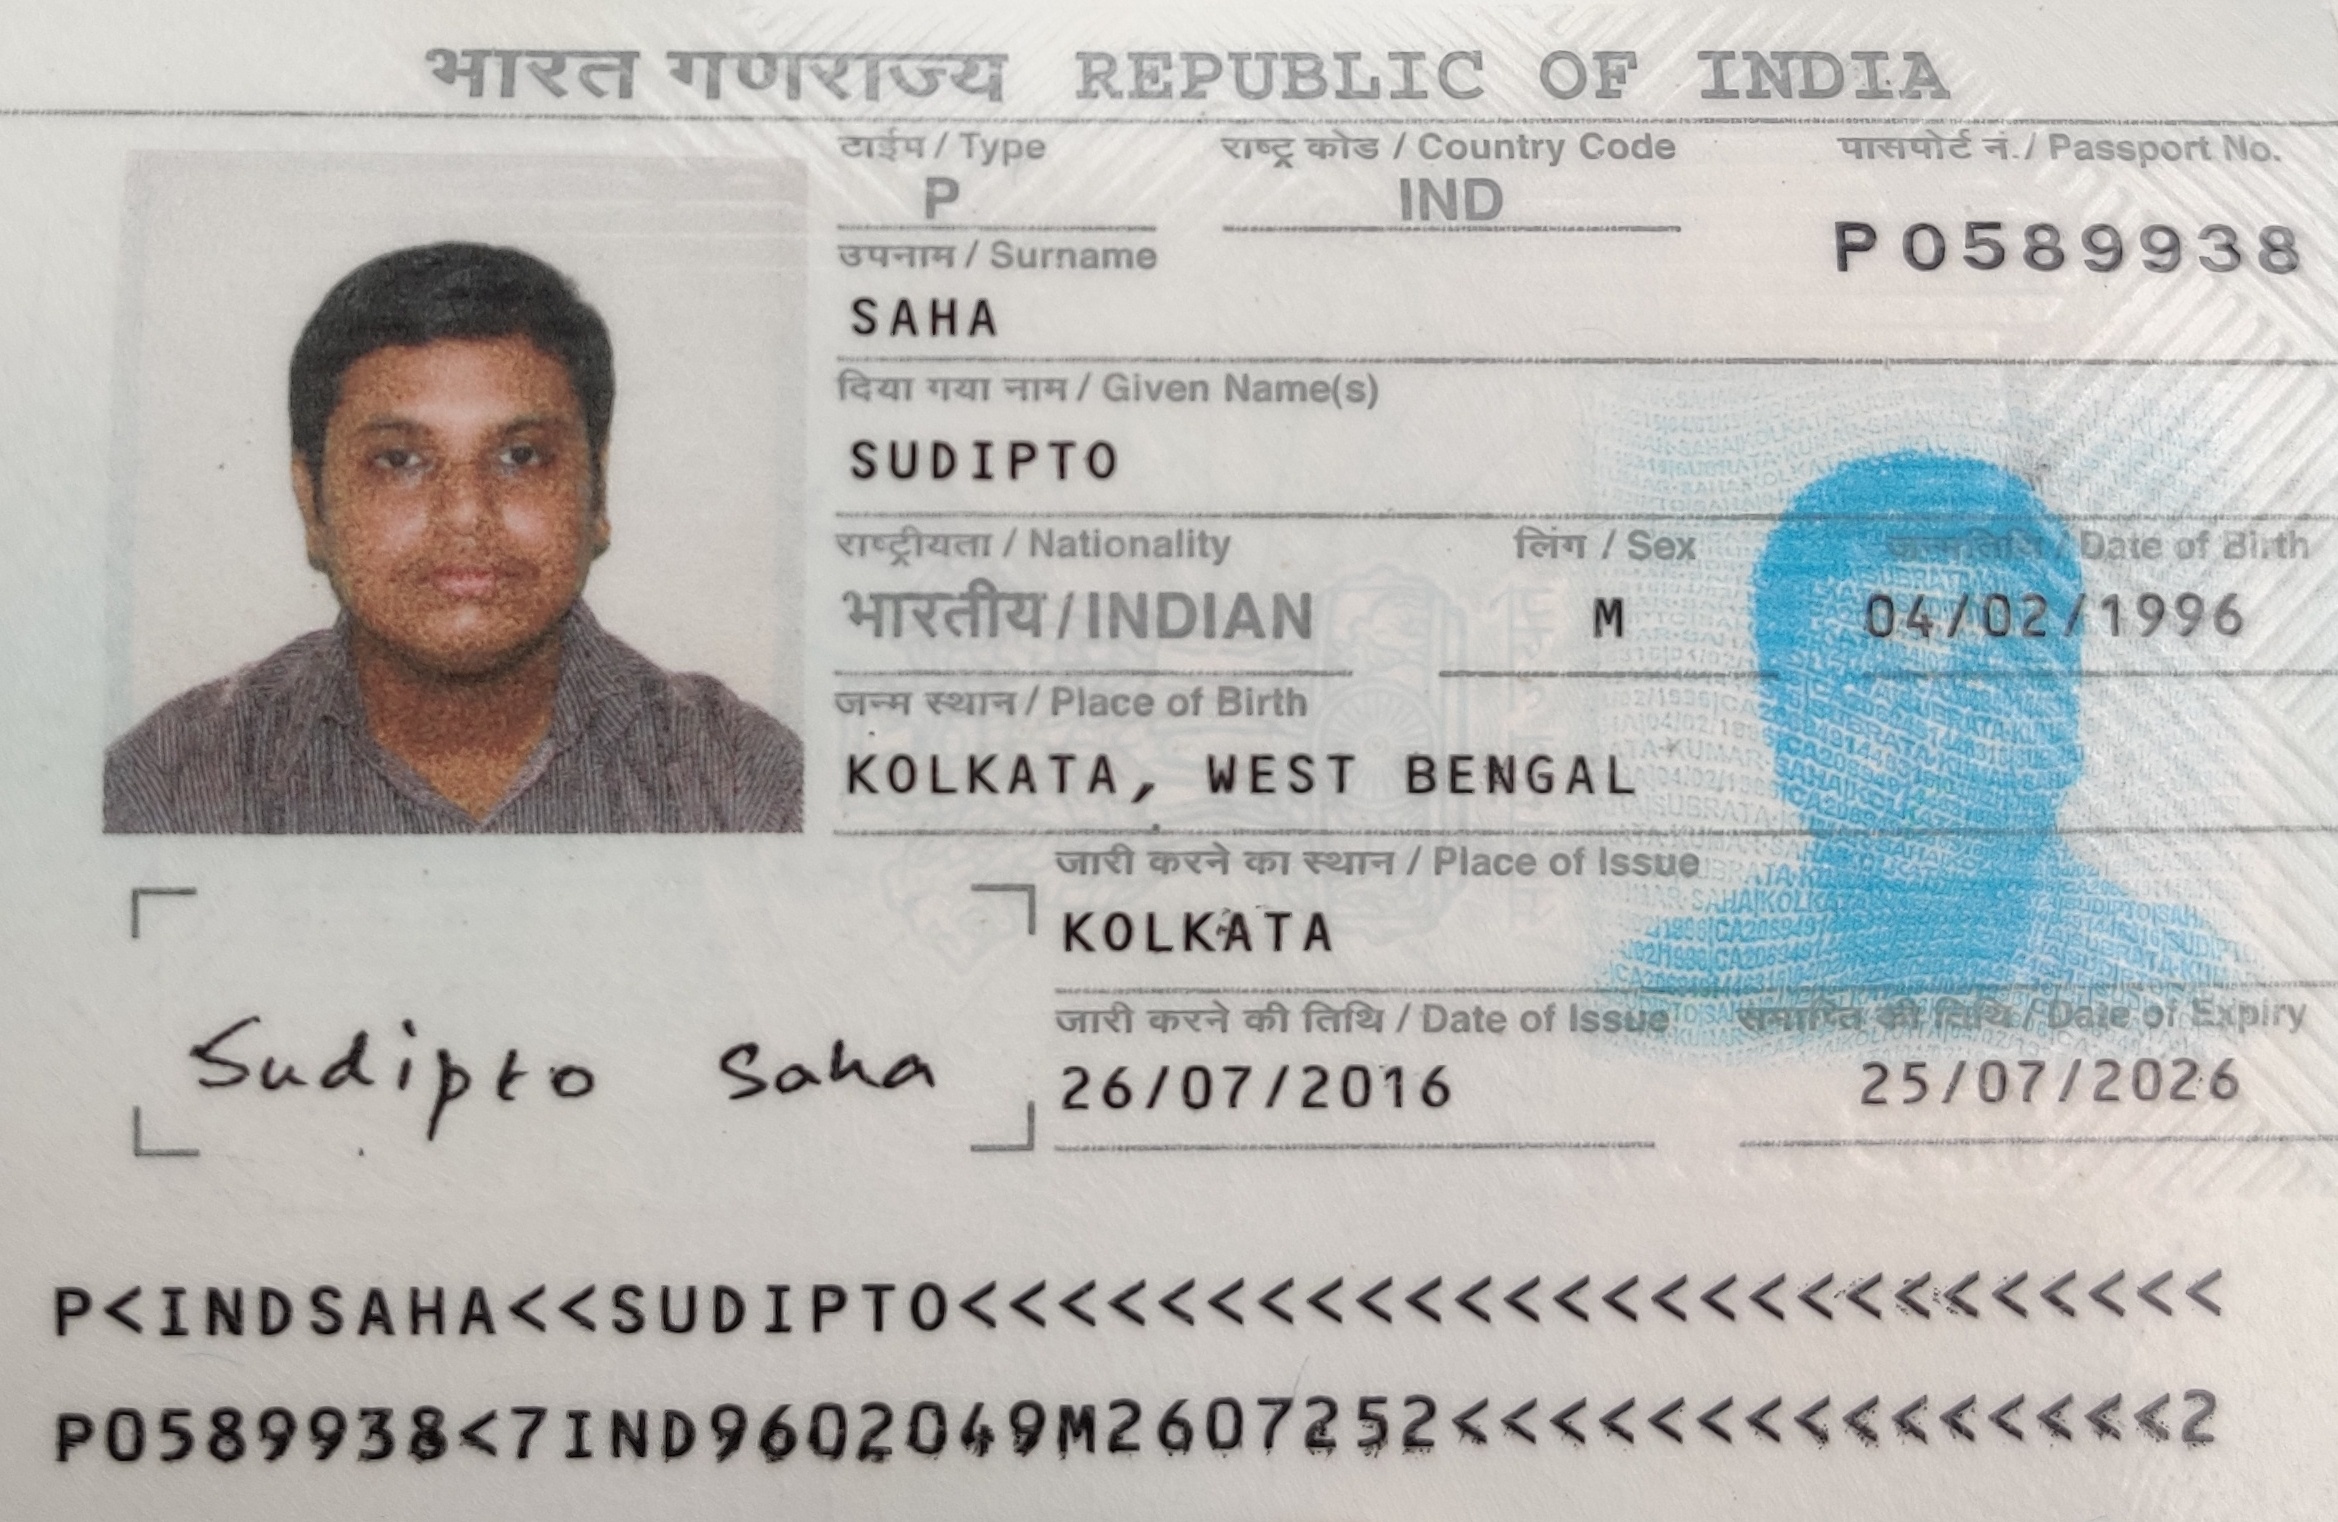 भारत गणराज्य REPUBLIC OF INDIA
टाईप / Type राष्ट्र कोड / Country Code पासपोर्ट नं. / Passport No.
P IND P0589938
उपनाम / Surname
SAHA
दिया गया नाम / Given Name(s)
SUDIPTO
राष्ट्रीयता / Nationality लिंग / Sex जन्मतिथि / Date of Birth
भारतीय / INDIAN M 04/02/1996
जन्म स्थान / Place of Birth
KOLKATA, WEST BENGAL
जारी करने का स्थान / Place of Issue
KOLKATA
जारी करने की तिथि / Date of Issue समाप्ति की तिथि / Date of Expiry
26/07/2016 25/07/2026
Sudipto Saha
P<INDSAHA<<SUDIPTO<<<<<<<<<<<<<<<<<<<<<<<<<<
P0589938<7IND9602049M2607252<<<<<<<<<<<<<<<2